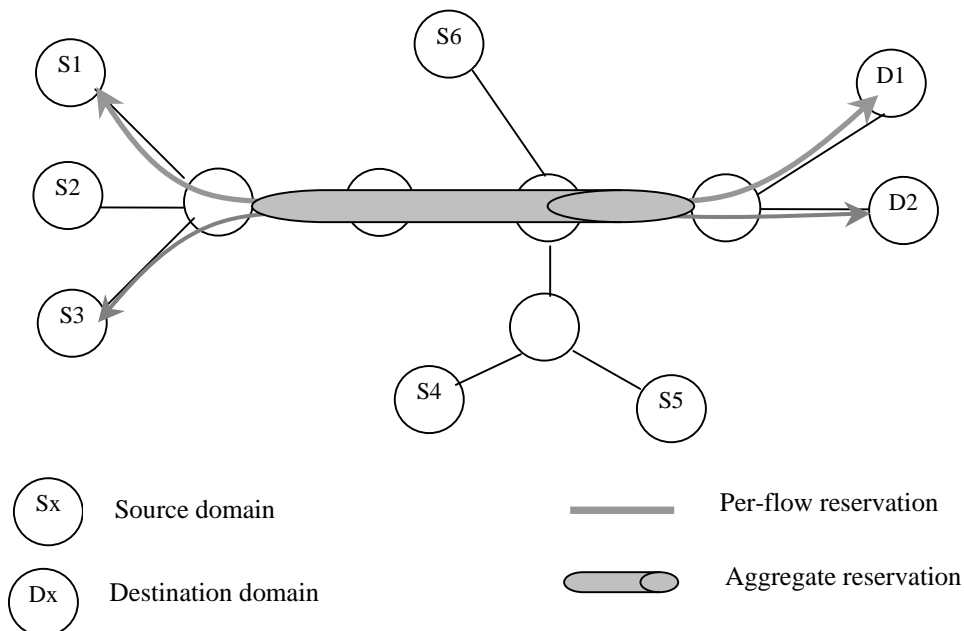 S6
S1
D1
S2
D2
S3
S4
S5
Sx
Source domain
Per-flow reservation
Dx
Destination domain
Aggregate reservation